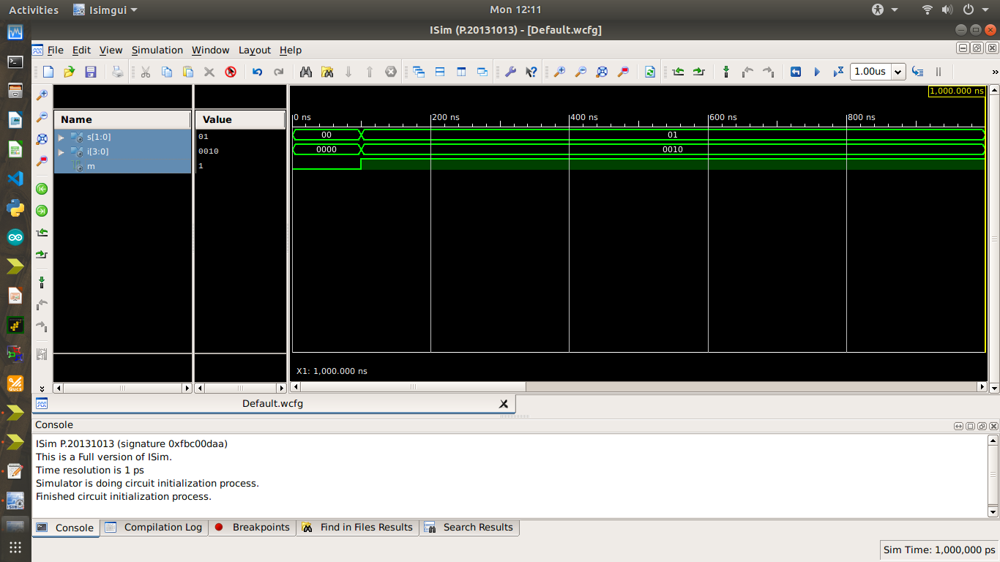 Activities Isimgui Mon 12:11
ISim (P.20131013) - [Default.wcfg]
File Edit View Simulation Window Layout Help
1.00us »
1,000.000 ns
Name Value
0 ns 200 ns 400 ns 600 ns 800 ns
s[1:0] 01 00 01
i[3:0] 0010 0000 0010
m 1
X1: 1,000.000 ns
Default.wcfg
Console
ISim P.20131013 (signature 0xfbc00daa)
This is a Full version of ISim.
Time resolution is 1 ps
Simulator is doing circuit initialization process.
Finished circuit initialization process.
Console Compilation Log Breakpoints Find in Files Results Search Results
Sim Time: 1,000,000 ps